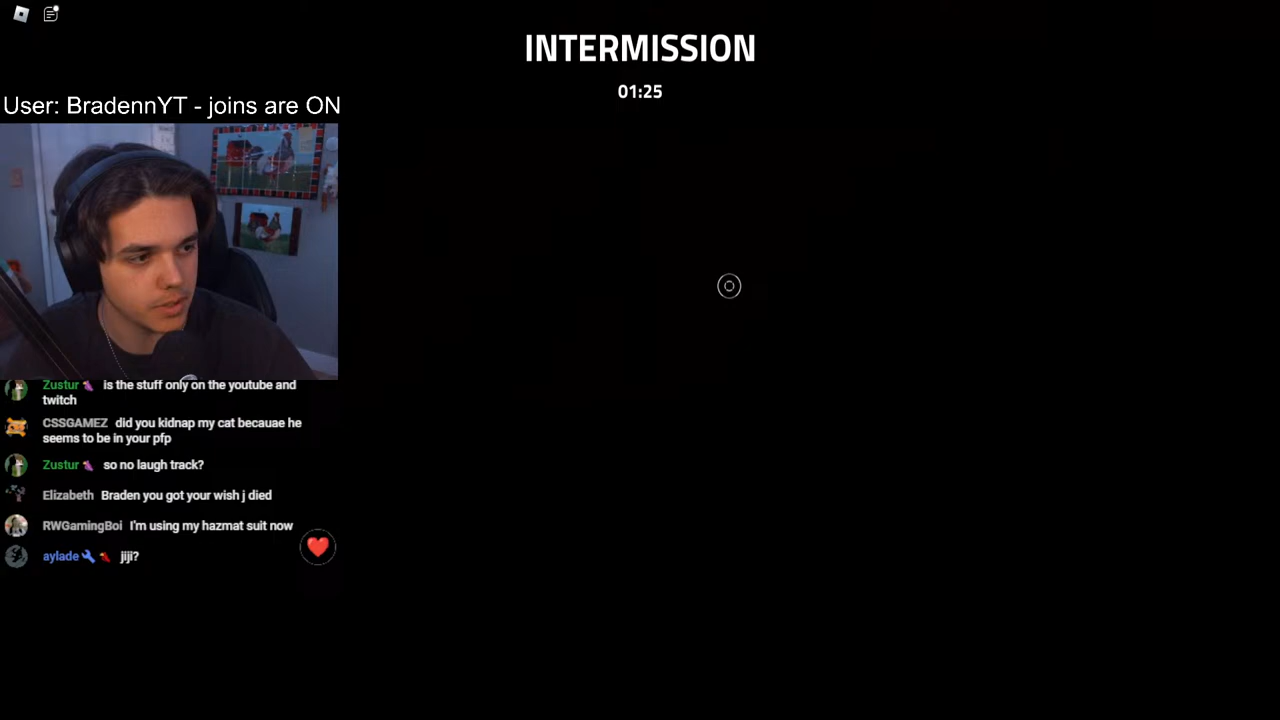 INTERMISSION
01:25
User: BradennYT - joins are ON
Zustur is the stuff only on the youtube and
twitch
CSSGAMEZ did you kidnap my cat becauae he
seems to be in your pfp
Zustur so no laugh track?
Elizabeth Braden you got your wish j died
RWGamingBoi I'm using my hazmat suit now
aylade jiji?